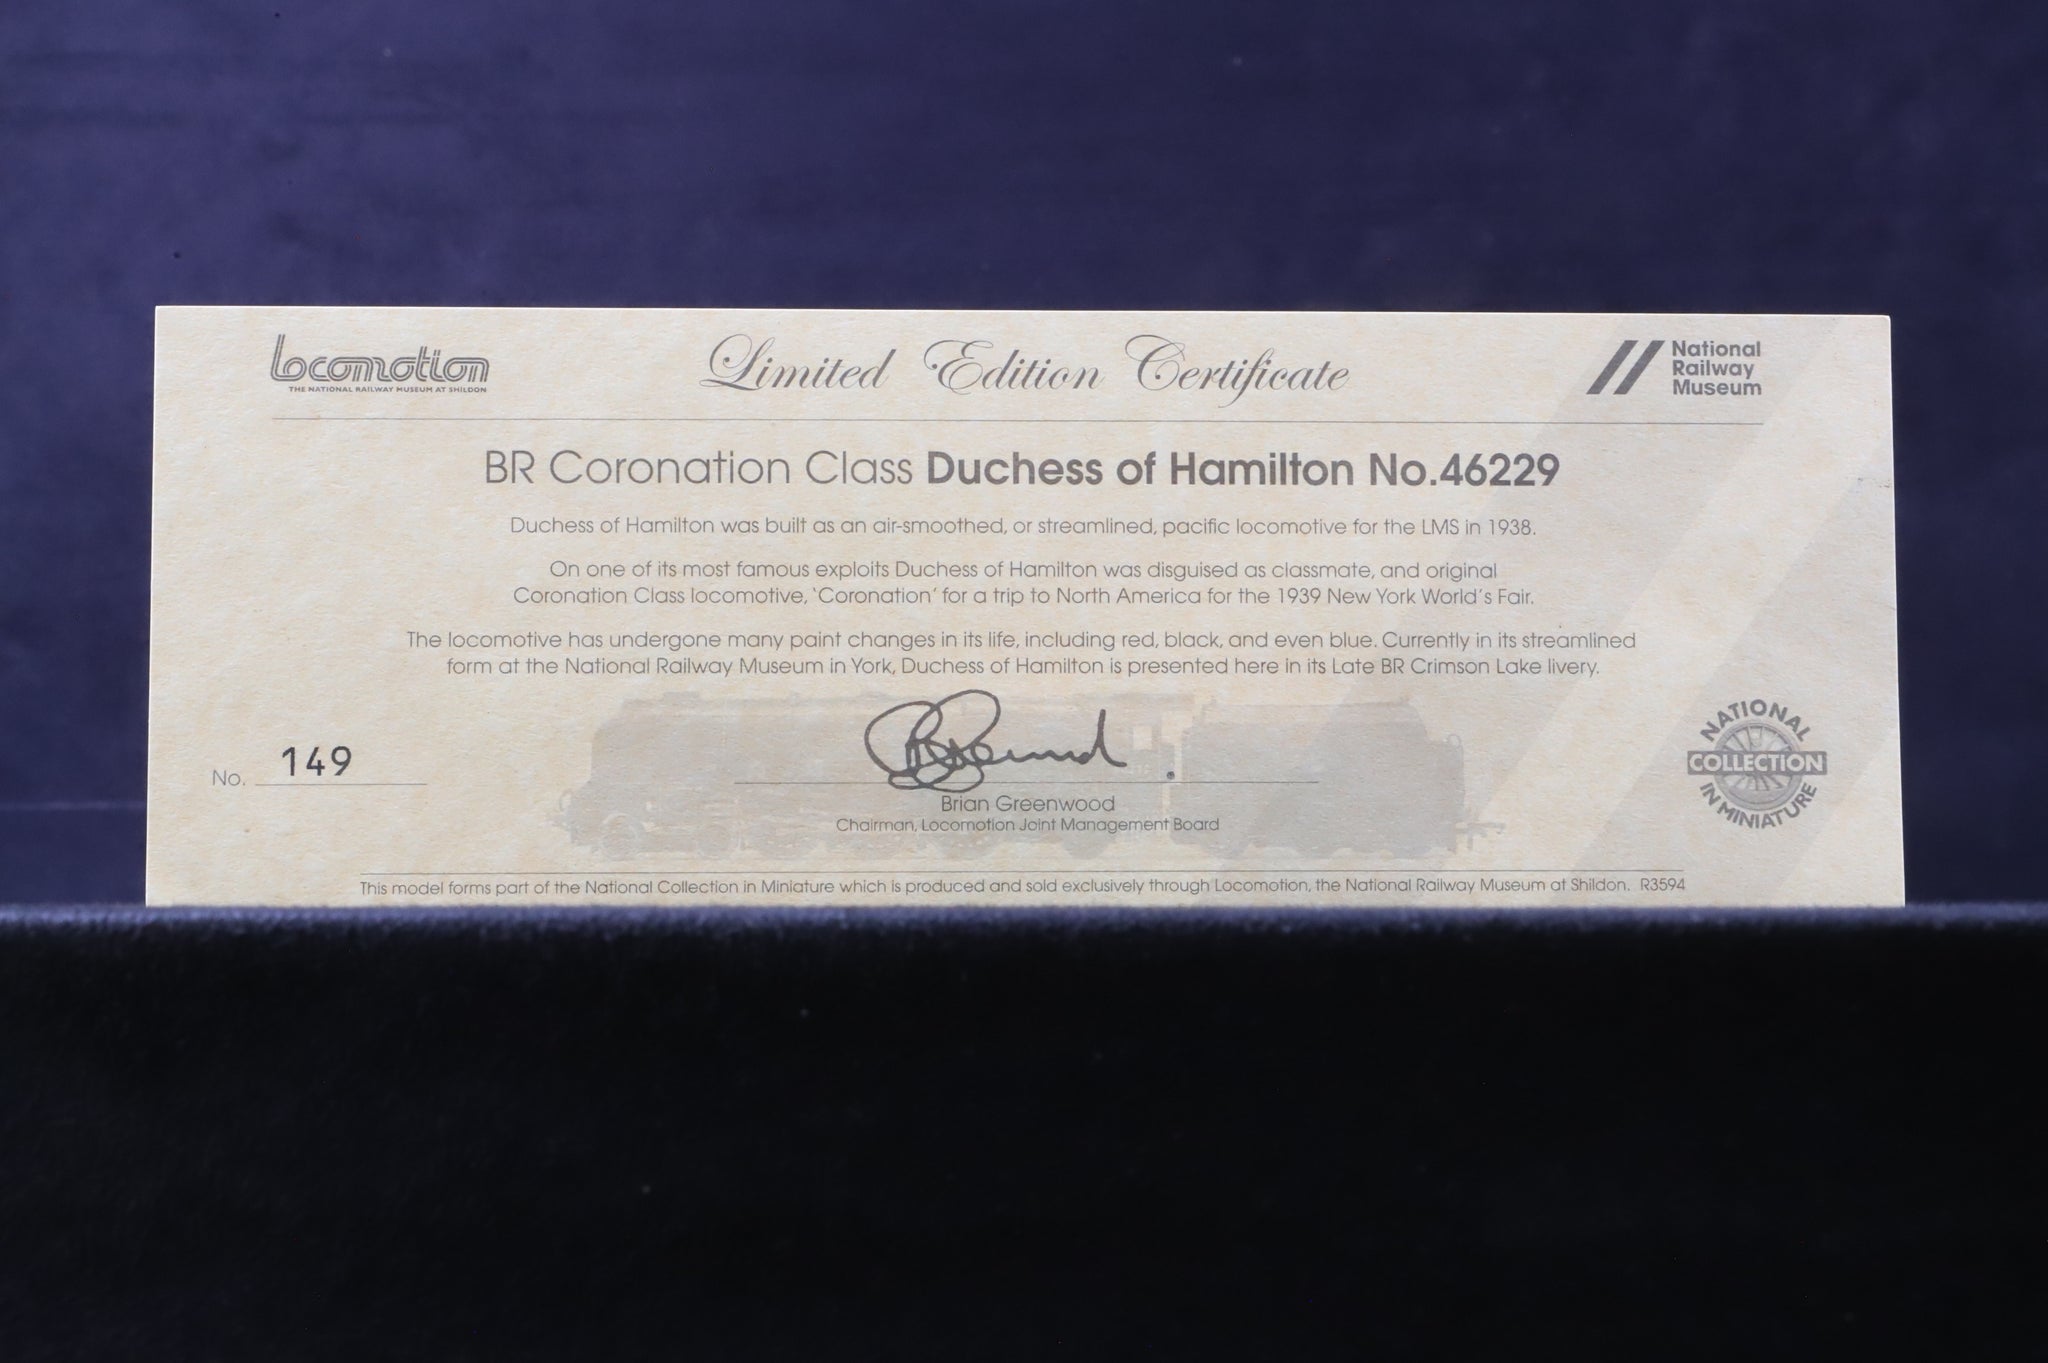 Locomotion
THE NATIONAL RAILWAY MUSEUM AT SHILDON
Limited Edition Certificate
National
Railway
Museum
BR Coronation Class Duchess of Hamilton No.46229
Duchess of Hamilton was built as an air-smoothed, or streamlined, pacific locomotive for the LMS in 1938.
On one of its most famous exploits Duchess of Hamilton was disguised as classmate, and original
Coronation Class locomotive, 'Coronation' for a trip to North America for the 1939 New York World's Fair.
The locomotive has undergone many paint changes in its life, including red, black, and even blue. Currently in its streamlined
form at the National Railway Museum in York, Duchess of Hamilton is presented here in its Late BR Crimson Lake livery.
No. 149
Brian Greenwood
Chairman, Locomotion Joint Management Board
NATIONAL
COLLECTION
IN MINIATURE
This model forms part of the National Collection in Miniature which is produced and sold exclusively through Locomotion, the National Railway Museum at Shildon. R3594